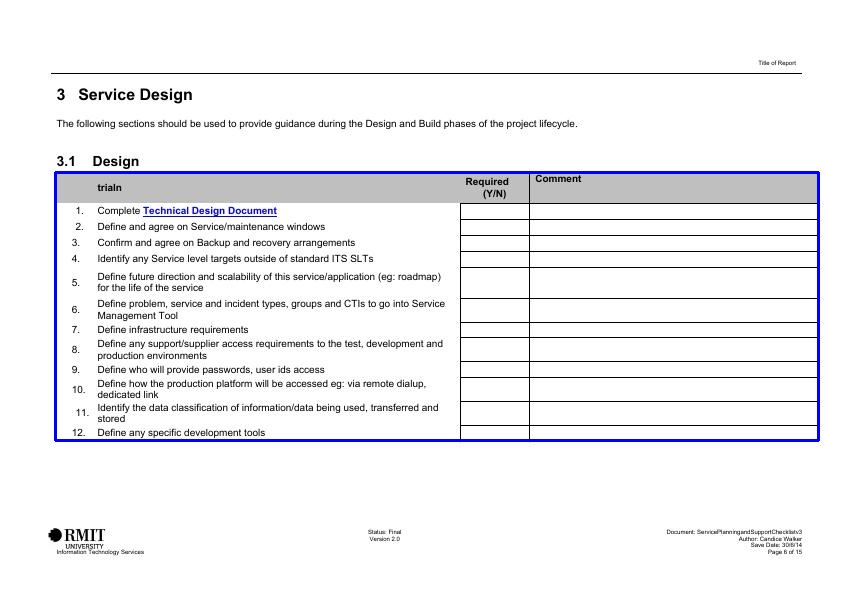 Title of Report
3 Service Design
The following sections should be used to provide guidance during the Design and Build phases of the project lifecycle.
3.1 Design
triaIn
Required
(Y/N)
Comment
1. Complete Technical Design Document
2. Define and agree on Service/maintenance windows
3. Confirm and agree on Backup and recovery arrangements
4. Identify any Service level targets outside of standard ITS SLTs
5. Define future direction and scalability of this service/application (eg: roadmap)
for the life of the service
6. Define problem, service and incident types, groups and CTIs to go into Service
Management Tool
7. Define infrastructure requirements
8. Define any support/supplier access requirements to the test, development and
production environments
9. Define who will provide passwords, user ids access
10. Define how the production platform will be accessed eg: via remote dialup,
dedicated link
11. Identify the data classification of information/data being used, transferred and
stored
12. Define any specific development tools
RMIT
UNIVERSITY
Information Technology Services
Status: Final
Version 2.0
Document: ServicePlanningandSupportChecklistv3
Author: Candice Walker
Save Date: 30/6/14
Page 6 of 15